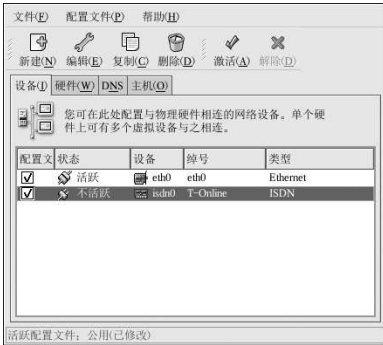 文件(F) 配置文件(P) 帮助(H)
新建(N) 编辑(E) 复制(C) 删除(D) 激活(A) 解除(D)
设备(I) 硬件(W) DNS 主机(O)
您可在此处配置与物理硬件相连的网络设备。单个硬
件上可有多个虚拟设备与之相连。
配置文 状态 设备 绰号 类型
活跃 eth0 eth0 Ethernet
不活跃 isdn0 T-Online ISDN
活跃配置文件：公用(已修改)